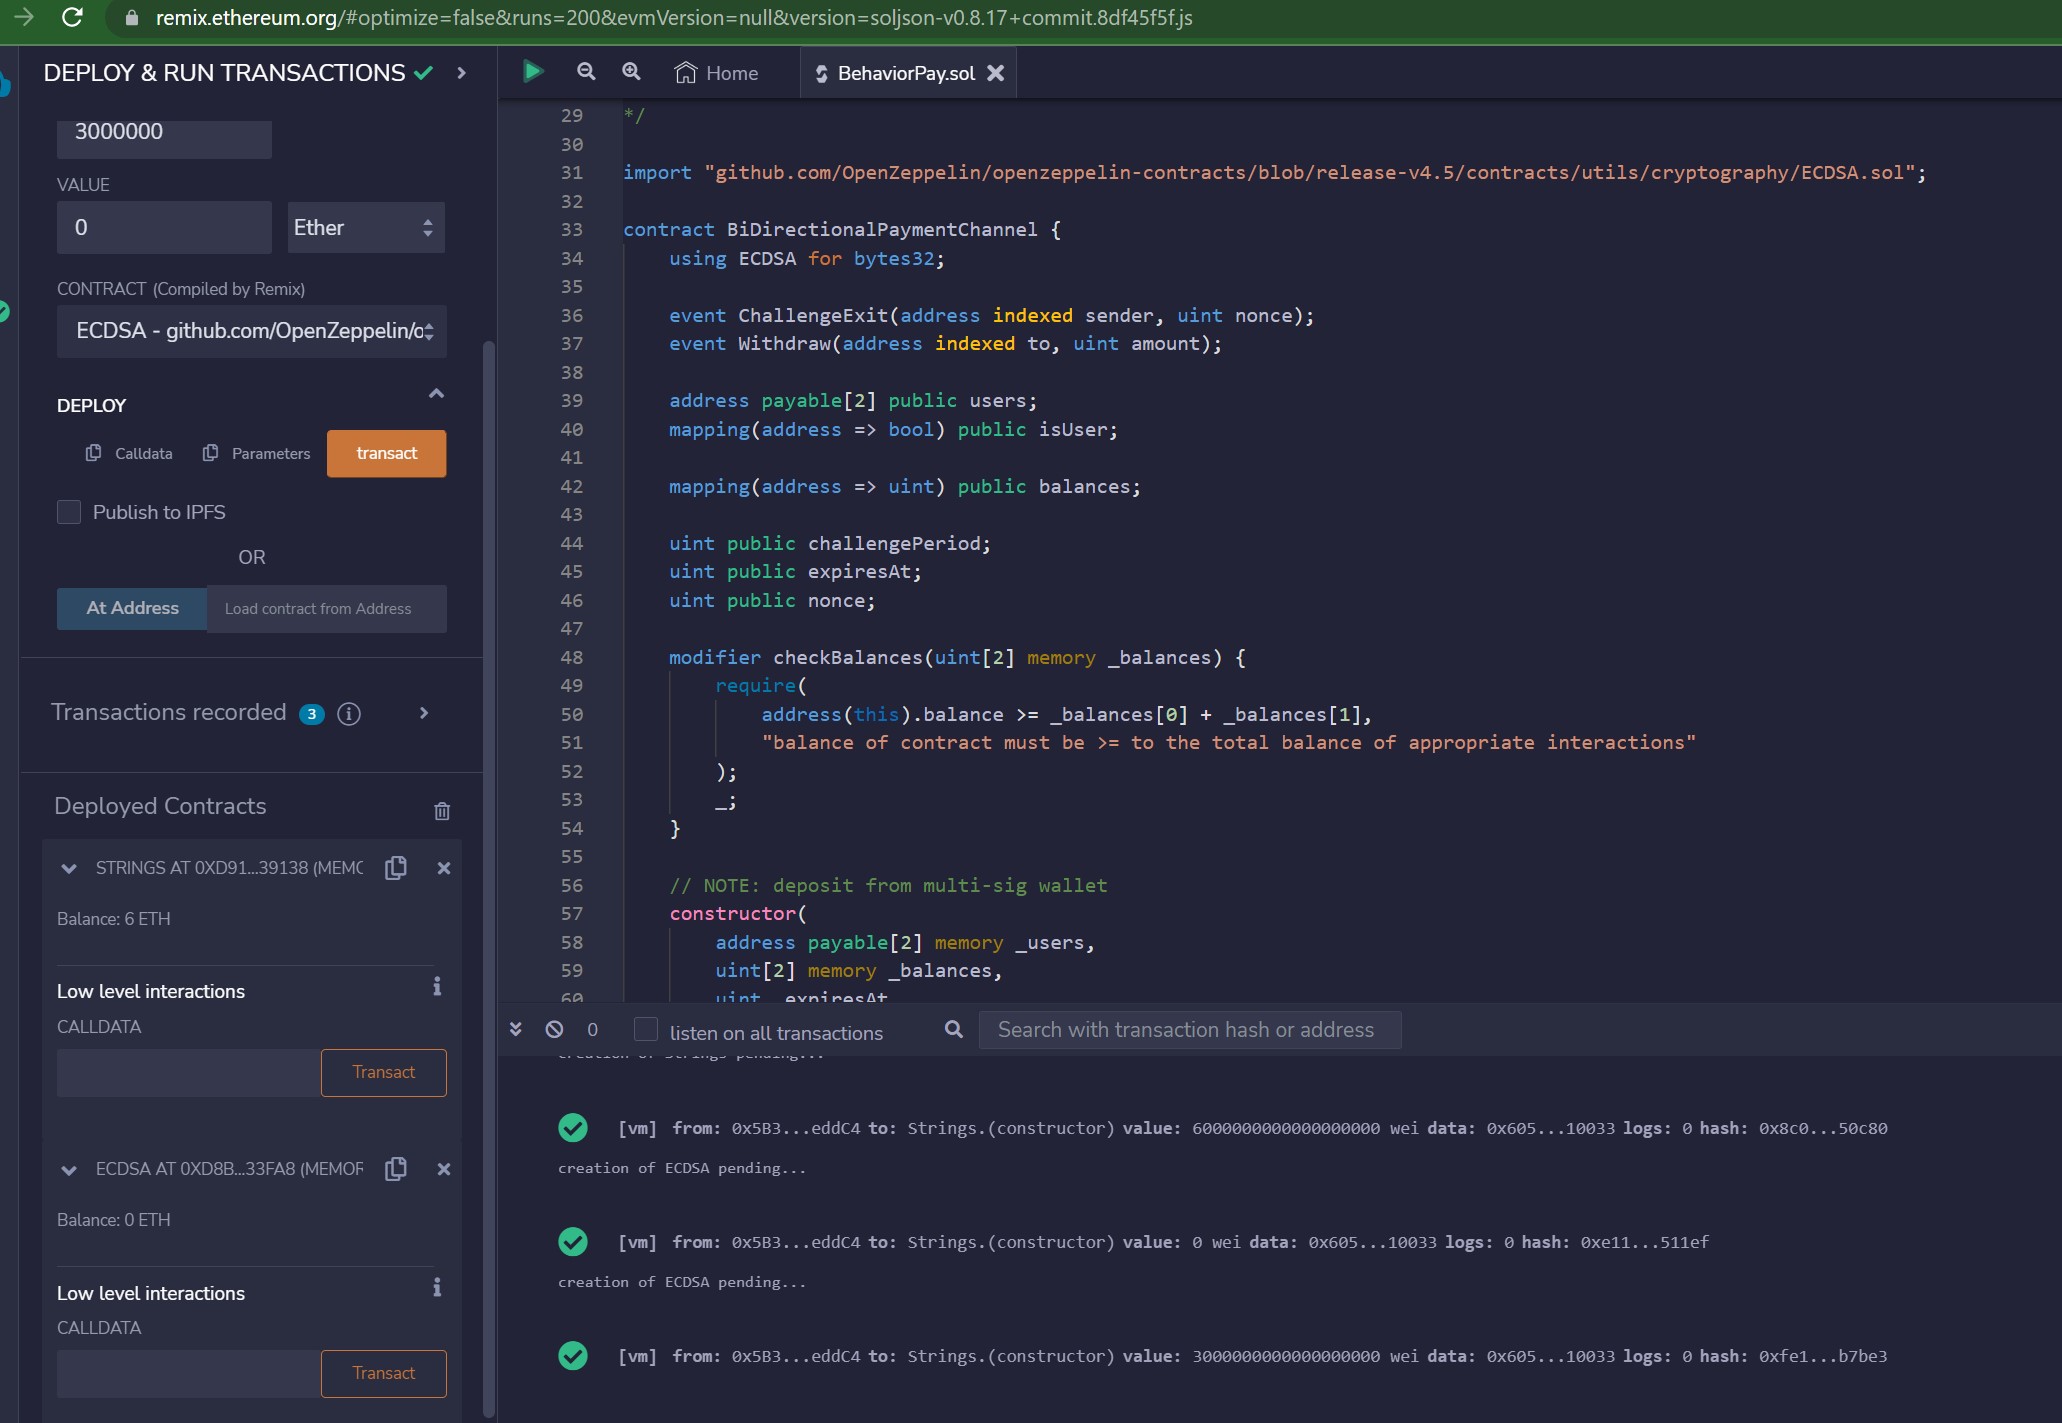 remix.ethereum.org/#optimize=false&runs=200&evmVersion=null&version=soljson-v0.8.17+commit.8df45f5f.js
DEPLOY & RUN TRANSACTIONS
3000000
VALUE
0
Ether
CONTRACT (Compiled by Remix)
ECDSA - github.com/OpenZeppelin/o
DEPLOY
Calldata
Parameters
transact
Publish to IPFS
OR
At Address
Load contract from Address
Transactions recorded 3 i
Deployed Contracts
STRINGS AT 0XD91...39138 (MEMO
Balance: 6 ETH
Low level interactions
i
CALLDATA
Transact
ECDSA AT 0XD8B...33FA8 (MEMOR
Balance: 0 ETH
Low level interactions
i
CALLDATA
Transact
Home
BehaviorPay.sol
29 */
30
31 import "github.com/OpenZeppelin/openzeppelin-contracts/blob/release-v4.5/contracts/utils/cryptography/ECDSA.sol";
32
33 contract BiDirectionalPaymentChannel {
34 using ECDSA for bytes32;
35
36 event ChallengeExit(address indexed sender, uint nonce);
37 event Withdraw(address indexed to, uint amount);
38
39 address payable[2] public users;
40 mapping(address => bool) public isUser;
41
42 mapping(address => uint) public balances;
43
44 uint public challengePeriod;
45 uint public expiresAt;
46 uint public nonce;
47
48 modifier checkBalances(uint[2] memory _balances) {
49 require(
50 address(this).balance >= _balances[0] + _balances[1],
51 "balance of contract must be >= to the total balance of appropriate interactions"
52 );
53 _;
54 }
55
56 // NOTE: deposit from multi-sig wallet
57 constructor(
58 address payable[2] memory _users,
59 uint[2] memory _balances,
60 uint _expiresAt
0
listen on all transactions
Search with transaction hash or address
creation of Strings pending...
[vm] from: 0x5B3...eddC4 to: Strings.(constructor) value: 6000000000000000000 wei data: 0x605...10033 logs: 0 hash: 0x8c0...50c80
creation of ECDSA pending...
[vm] from: 0x5B3...eddC4 to: Strings.(constructor) value: 0 wei data: 0x605...10033 logs: 0 hash: 0xe11...511ef
creation of ECDSA pending...
[vm] from: 0x5B3...eddC4 to: Strings.(constructor) value: 3000000000000000000 wei data: 0x605...10033 logs: 0 hash: 0xfe1...b7be3